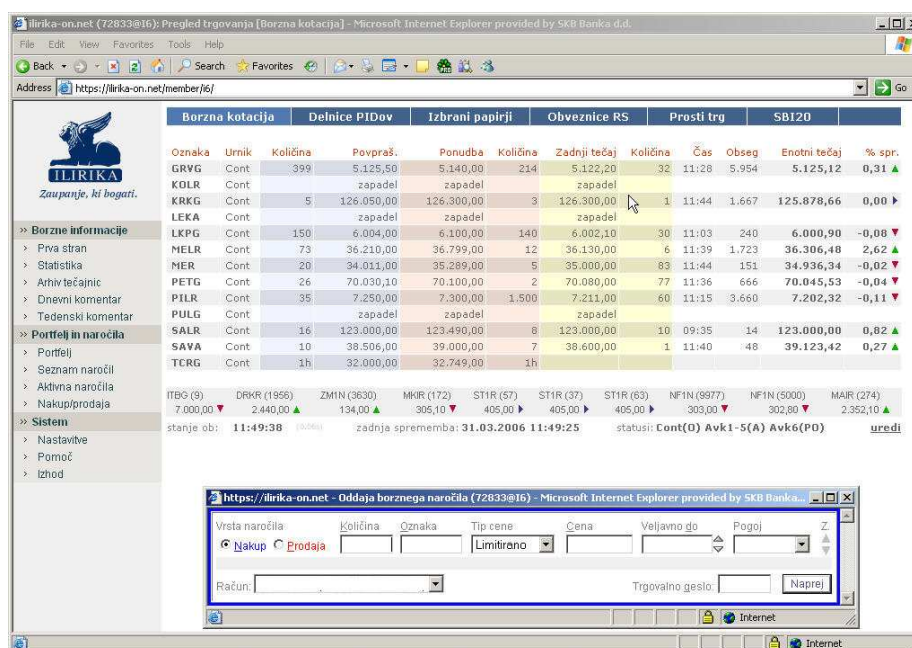 ilirika-on.net (72833@I6): Pregled trgovanja [Borzna kotacija] - Microsoft Internet Explorer provided by SKB Banka d.d.
File Edit View Favorites Tools Help
Back Search Favorites
Address https://ilirika-on.net/member/i6/ Go
ILIRIKA
Zaupanje, ki bogati.
» Borzne informacije
› Prva stran
› Statistika
› Arhiv tečajnic
› Dnevni komentar
› Tedenski komentar
» Portfelj in naročila
› Portfelj
› Seznam naročil
› Aktivna naročila
› Nakup/prodaja
» Sistem
› Nastavitve
› Pomoč
› Izhod
Borzna kotacija Delnice PIDov Izbrani papirji Obveznice RS Prosti trg SBI20
Oznaka Urnik Količina Povpraš. Ponudba Količina Zadnji tečaj Količina Čas Obseg Enotni tečaj % spr.
GRVG Cont 399 5.125,50 5.140,00 214 5.122,20 32 11:28 5.954 5.125,12 0,31 ▲
KOLR Cont zapadel zapadel zapadel
KRKG Cont 5 126.050,00 126.300,00 3 126.300,00 1 11:44 1.667 125.878,66 0,00
LEKA Cont zapadel zapadel zapadel
LKPG Cont 150 6.004,00 6.100,00 140 6.002,10 30 11:03 240 6.000,90 -0,08 ▼
MELR Cont 73 36.210,00 36.799,00 12 36.130,00 6 11:39 1.723 36.306,48 2,62 ▲
MER Cont 20 34.011,00 35.289,00 5 35.000,00 83 11:44 151 34.936,34 -0,02 ▼
PETG Cont 26 70.030,10 70.100,00 2 70.080,00 77 11:36 666 70.045,53 -0,04 ▼
PILR Cont 35 7.250,00 7.300,00 1.500 7.211,00 60 11:15 3.660 7.202,32 -0,11 ▼
PULG Cont zapadel zapadel zapadel
SALR Cont 16 123.000,00 123.490,00 8 123.000,00 10 09:35 14 123.000,00 0,82 ▲
SAVA Cont 10 38.506,00 39.000,00 7 38.600,00 1 11:40 48 39.123,42 0,27 ▲
TCRG Cont 1h 32.000,00 32.749,00 1h
ITBG (9) DRKR (1956) ZM1N (3630) MKIR (172) ST1R (57) ST1R (37) ST1R (63) NF1N (9977) NF1N (5000) MAIR (274)
7.000,00 ▼ 2.440,00 ▲ 134,00 ▲ 305,10 ▼ 405,00 405,00 405,00 303,00 ▼ 302,80 ▼ 2.352,10 ▲
stanje ob: 11:49:38 zadnja sprememba: 31.03.2006 11:49:25 statusi: Cont(O) Avk1-5(A) Avk6(PO) uredi
https://ilirika-on.net - Oddaja borznega naročila (72833@I6) - Microsoft Internet Explorer provided by SKB Banka...
Vrsta naročila Količina Oznaka Tip cene Cena Veljavno do Pogoj Z
Nakup Prodaja Limitirano
Račun: Trgovalno geslo: Naprej
Internet
Internet